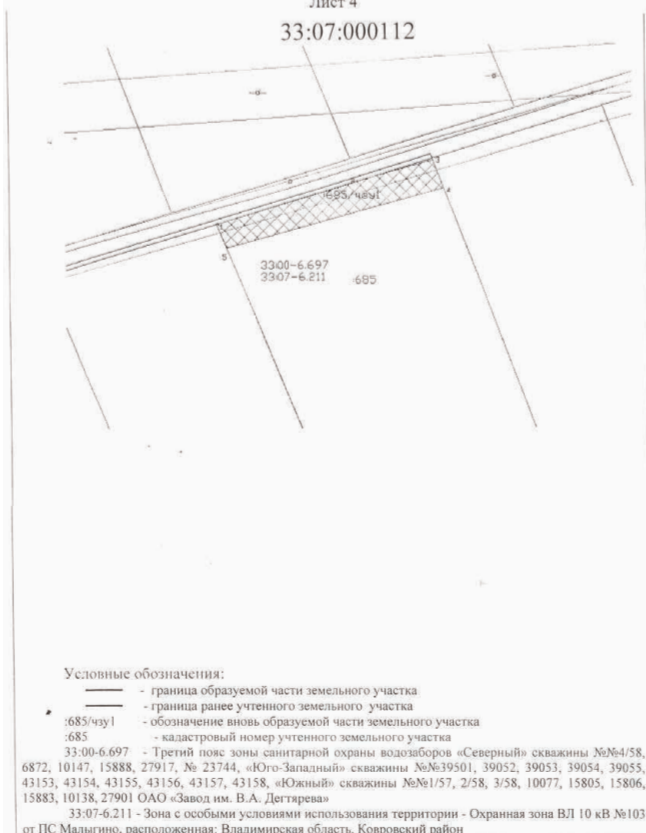 Лист 4
33:07:000112
:685/чзу1
3
4
5
33:00-6.697
33:07-6.211
:685
Условные обозначения:
- граница образуемой части земельного участка
- граница ранее учтенного земельного участка
:685/чзу1 - обозначение вновь образуемой части земельного участка
:685 - кадастровый номер учтенного земельного участка
33:00-6.697 - Третий пояс зоны санитарной охраны водозаборов «Северный» скважины №№4/58,
6872, 10147, 15888, 27917, № 23744, «Юго-Западный» скважины №№39501, 39052, 39053, 39054, 39055,
43153, 43154, 43155, 43156, 43157, 43158, «Южный» скважины №№1/57, 2/58, 3/58, 10077, 15805, 15806,
15883, 10138, 27901 ОАО «Завод им. В.А. Дегтярева»
33:07-6.211 - Зона с особыми условиями использования территории - Охранная зона ВЛ 10 кВ №103
от ПС Малыгино, расположенная: Владимирская область, Ковровский район